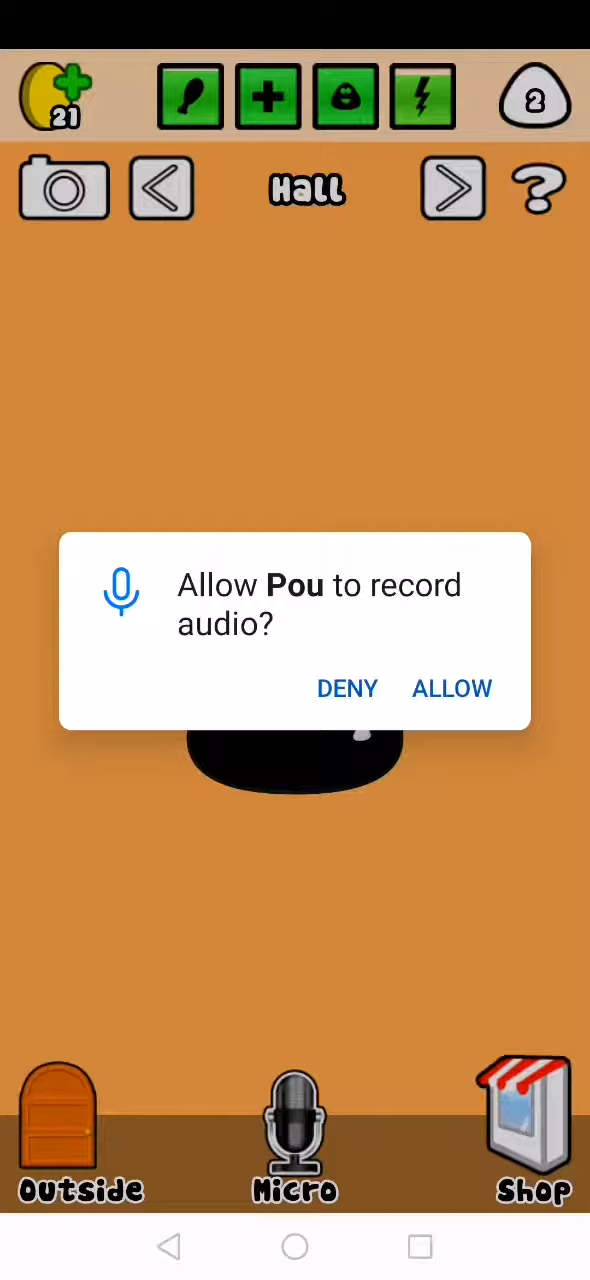 21
2
Hall
Allow Pou to record
audio?
DENY ALLOW
Outside Micro Shop